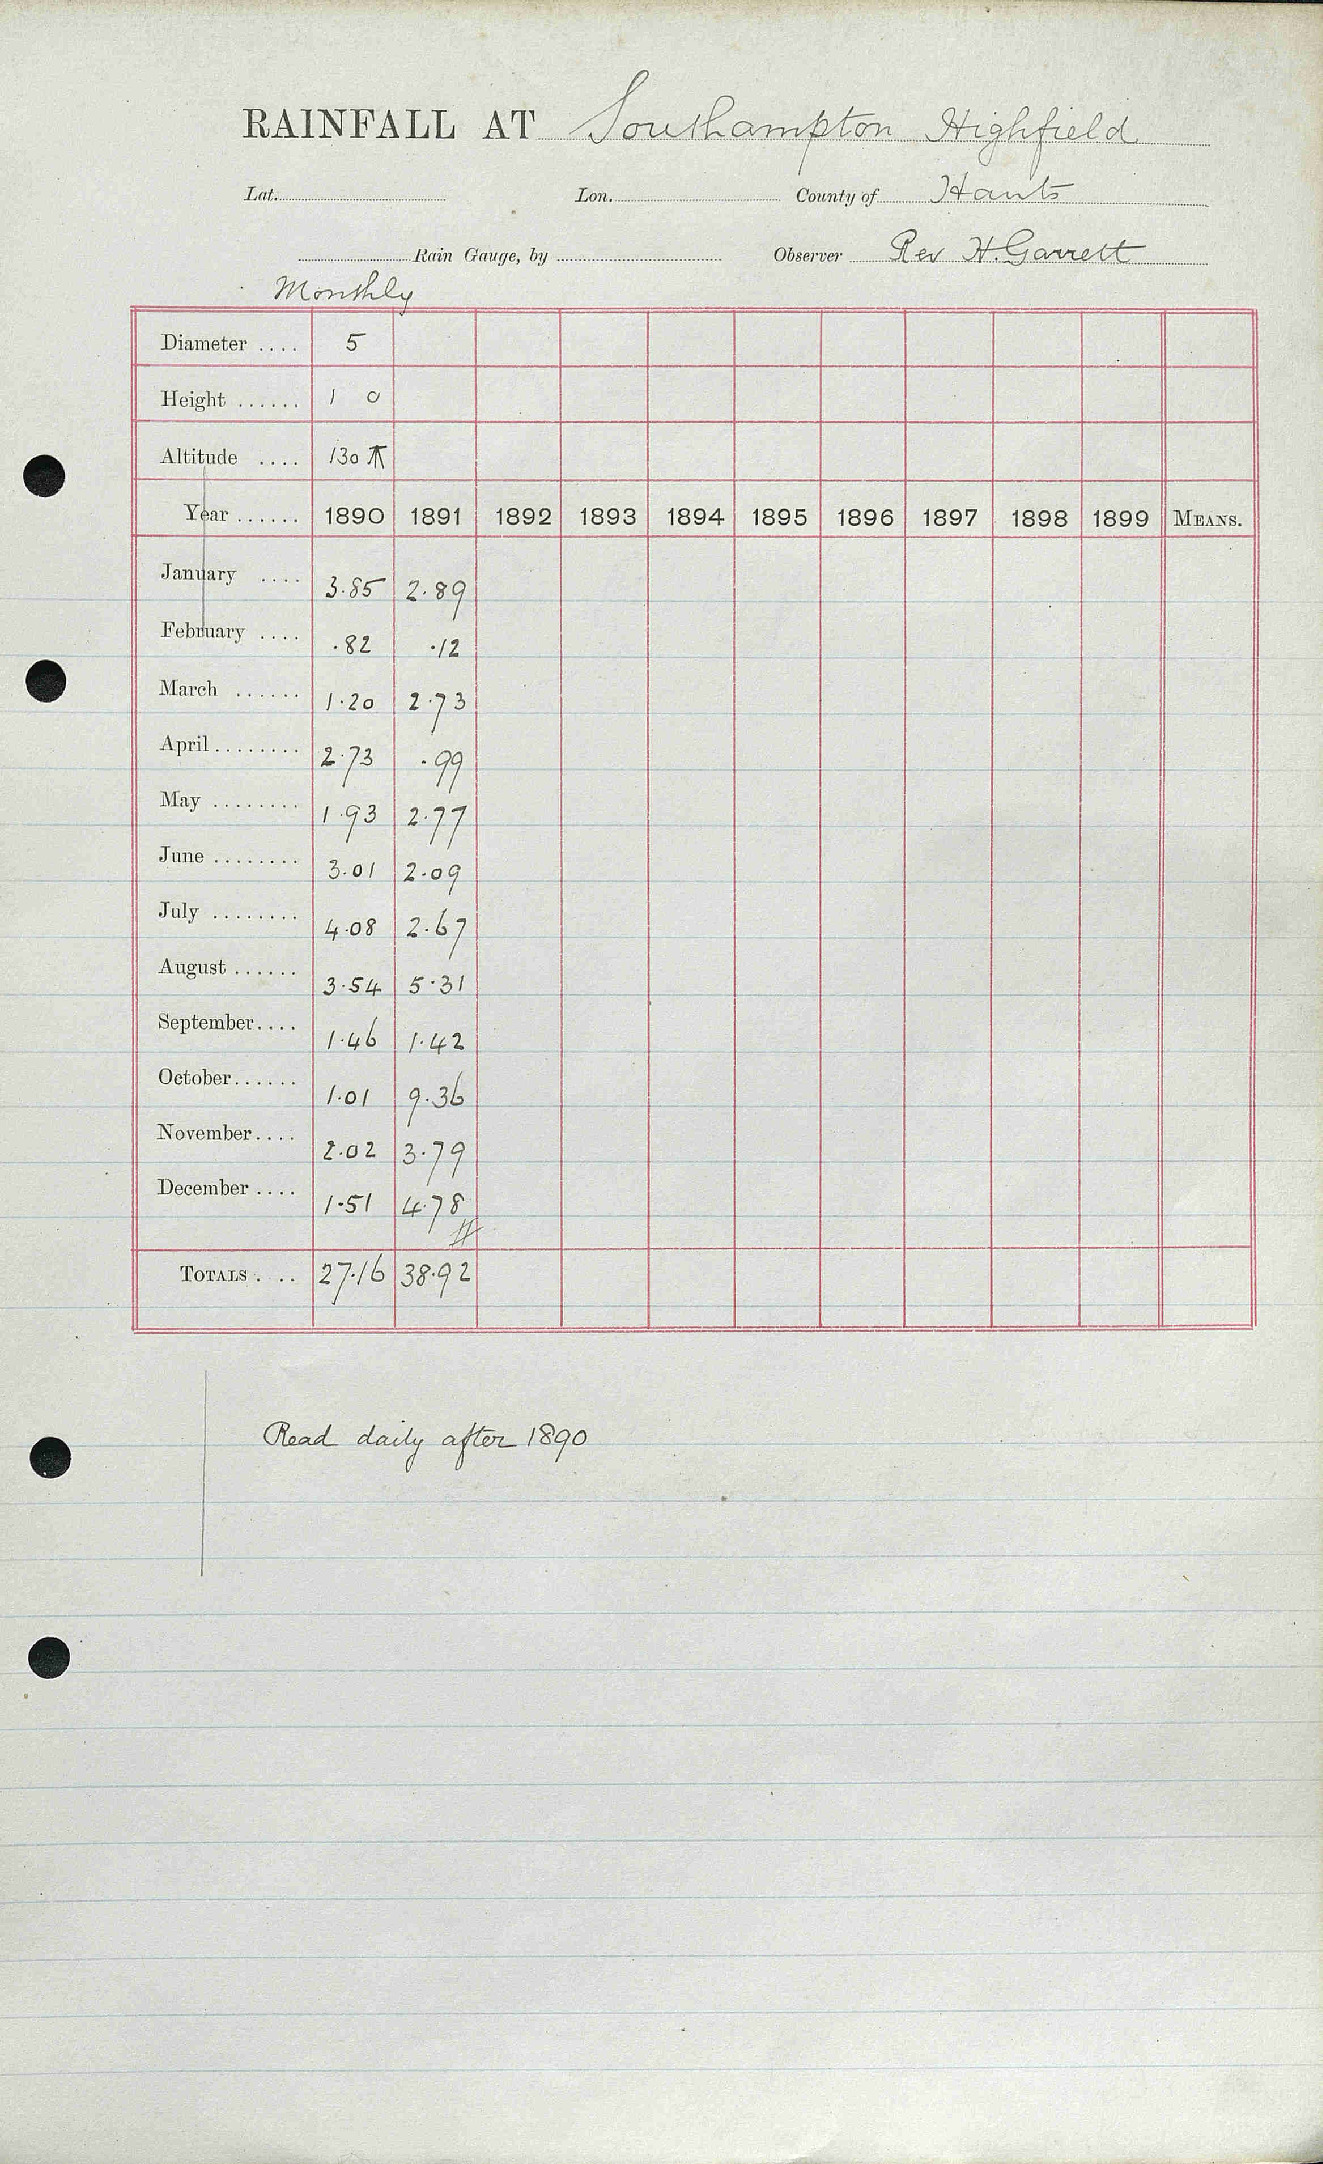 RAINFALL AT Southampton Highfield
Lat. Lon. County of Hants
Rain Gauge, by Observer Rev H. Garrett
Monthly
Diameter .... 5
Height ...... 1 0
Altitude .... 130
Year ...... 1890 1891 1892 1893 1894 1895 1896 1897 1898 1899 MEANS.
January .... 3.85 2.89
February .... .82 .12
March ...... 1.20 2.73
April ........ 2.73 .99
May ........ 1.93 2.77
June ........ 3.01 2.09
July ........ 4.08 2.67
August ...... 3.54 5.31
September.... 1.46 1.42
October...... 1.01 9.36
November.... 2.02 3.79
December .... 1.51 4.78
TOTALS . .. 27.16 38.92
Read daily after 1890